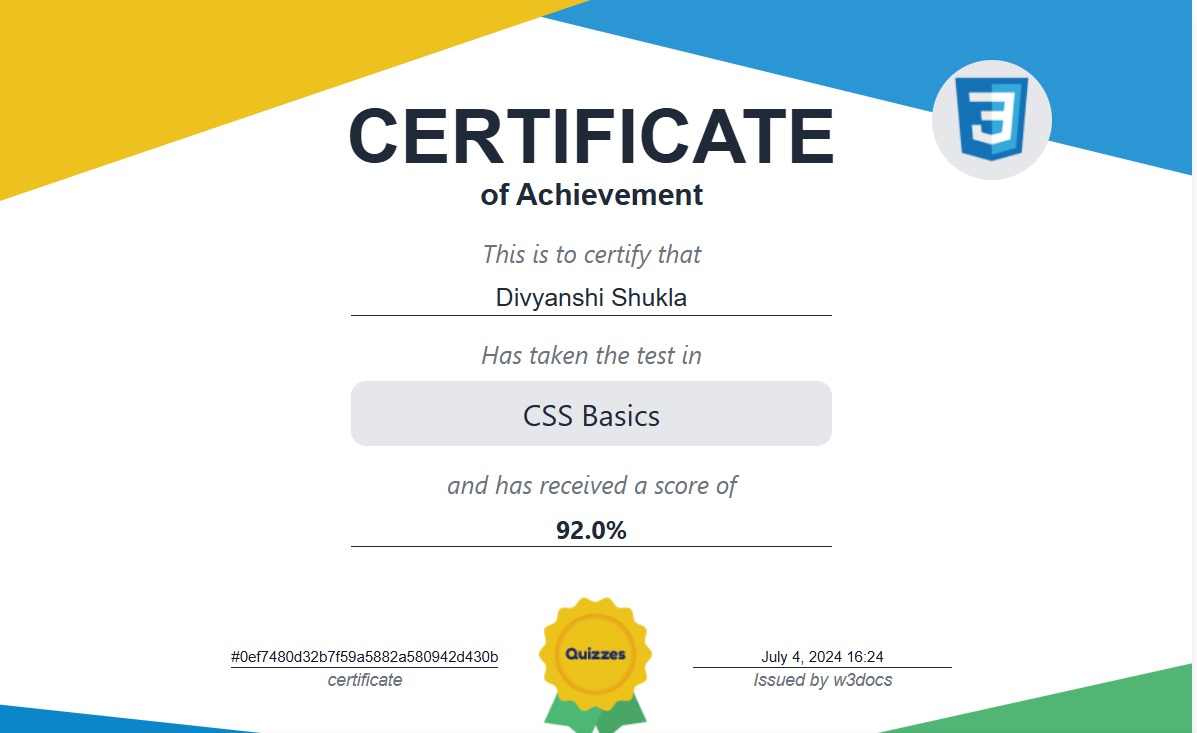 CERTIFICATE
of Achievement
This is to certify that
Divyanshi Shukla
Has taken the test in
CSS Basics
and has received a score of
92.0%
Quizzes
#0ef7480d32b7f59a5882a580942d430b
certificate
July 4, 2024 16:24
Issued by w3docs